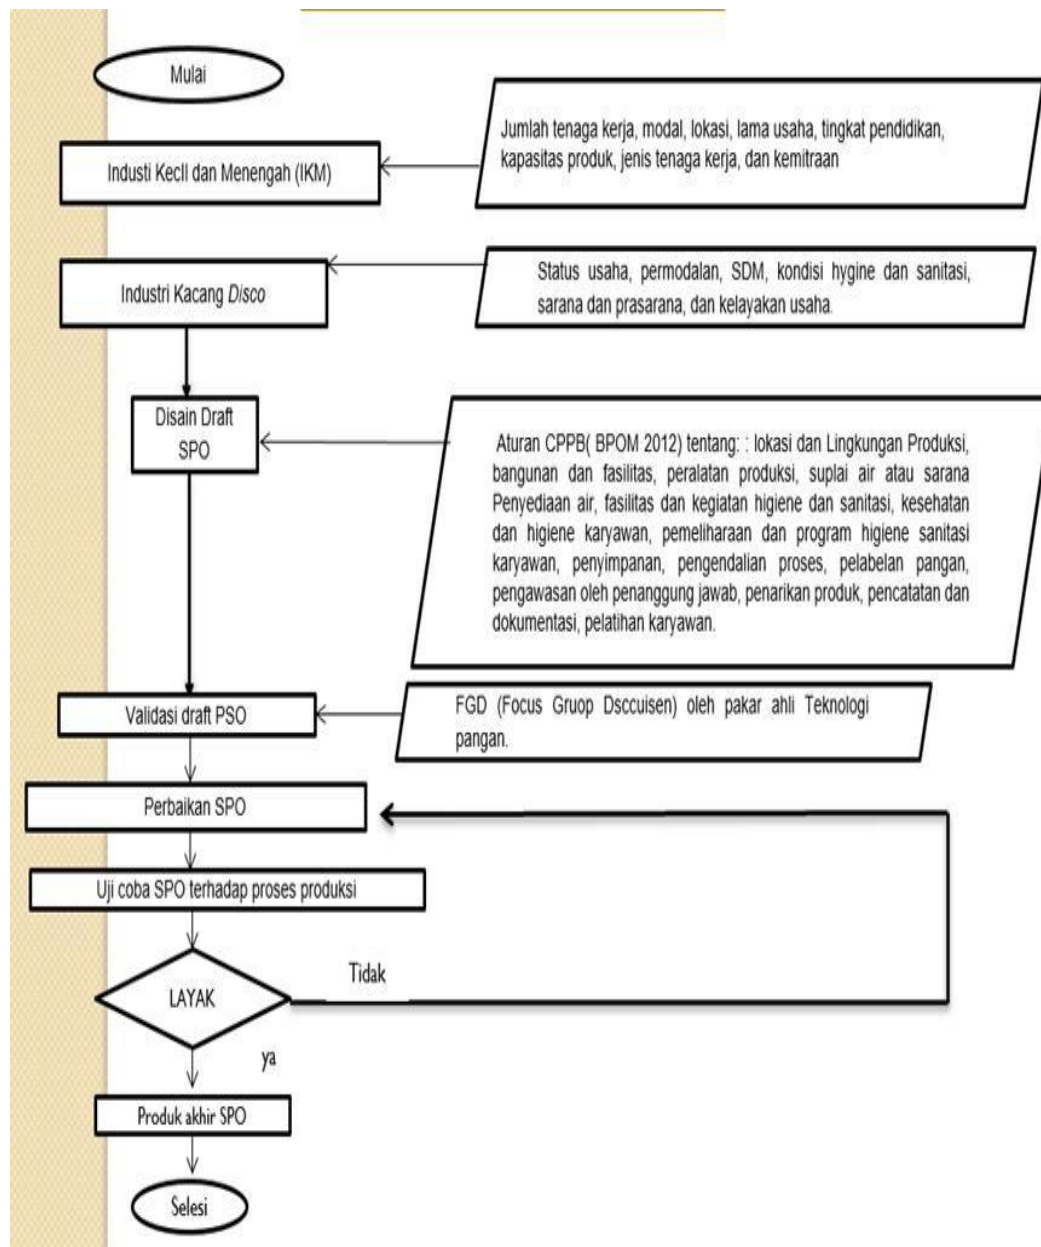 Mulai
Jumlah tenaga kerja, modal, lokasi, lama usaha, tingkat pendidikan,
kapasitas produk, jenis tenaga kerja, dan kemitraan
Industi Kecll dan Menengah (IKM)
Status usaha, permodalan, SDM, kondisi hygine dan sanitasi,
sarana dan prasarana, dan kelayakan usaha.
Industri Kacang Disco
Disain Draft
SPO
Aturan CPPB( BPOM 2012) tentang: : lokasi dan Lingkungan Produksi,
bangunan dan fasilitas, peralatan produksi, suplai air atau sarana
Penyediaan air, fasilitas dan kegiatan higiene dan sanitasi, kesehatan
dan higiene karyawan, pemeliharaan dan program higiene sanitasi
karyawan, penyimpanan, pengendalian proses, pelabelan pangan,
pengawasan oleh penanggung jawab, penarikan produk, pencatatan dan
dokumentasi, pelatihan karyawan.
Validasi draft PSO
FGD (Focus Gruop Dsccuisen) oleh pakar ahli Teknologi
pangan.
Perbaikan SPO
Uji coba SPO terhadap proses produksi
LAYAK
Tidak
ya
Produk akhir SPO
Selesi